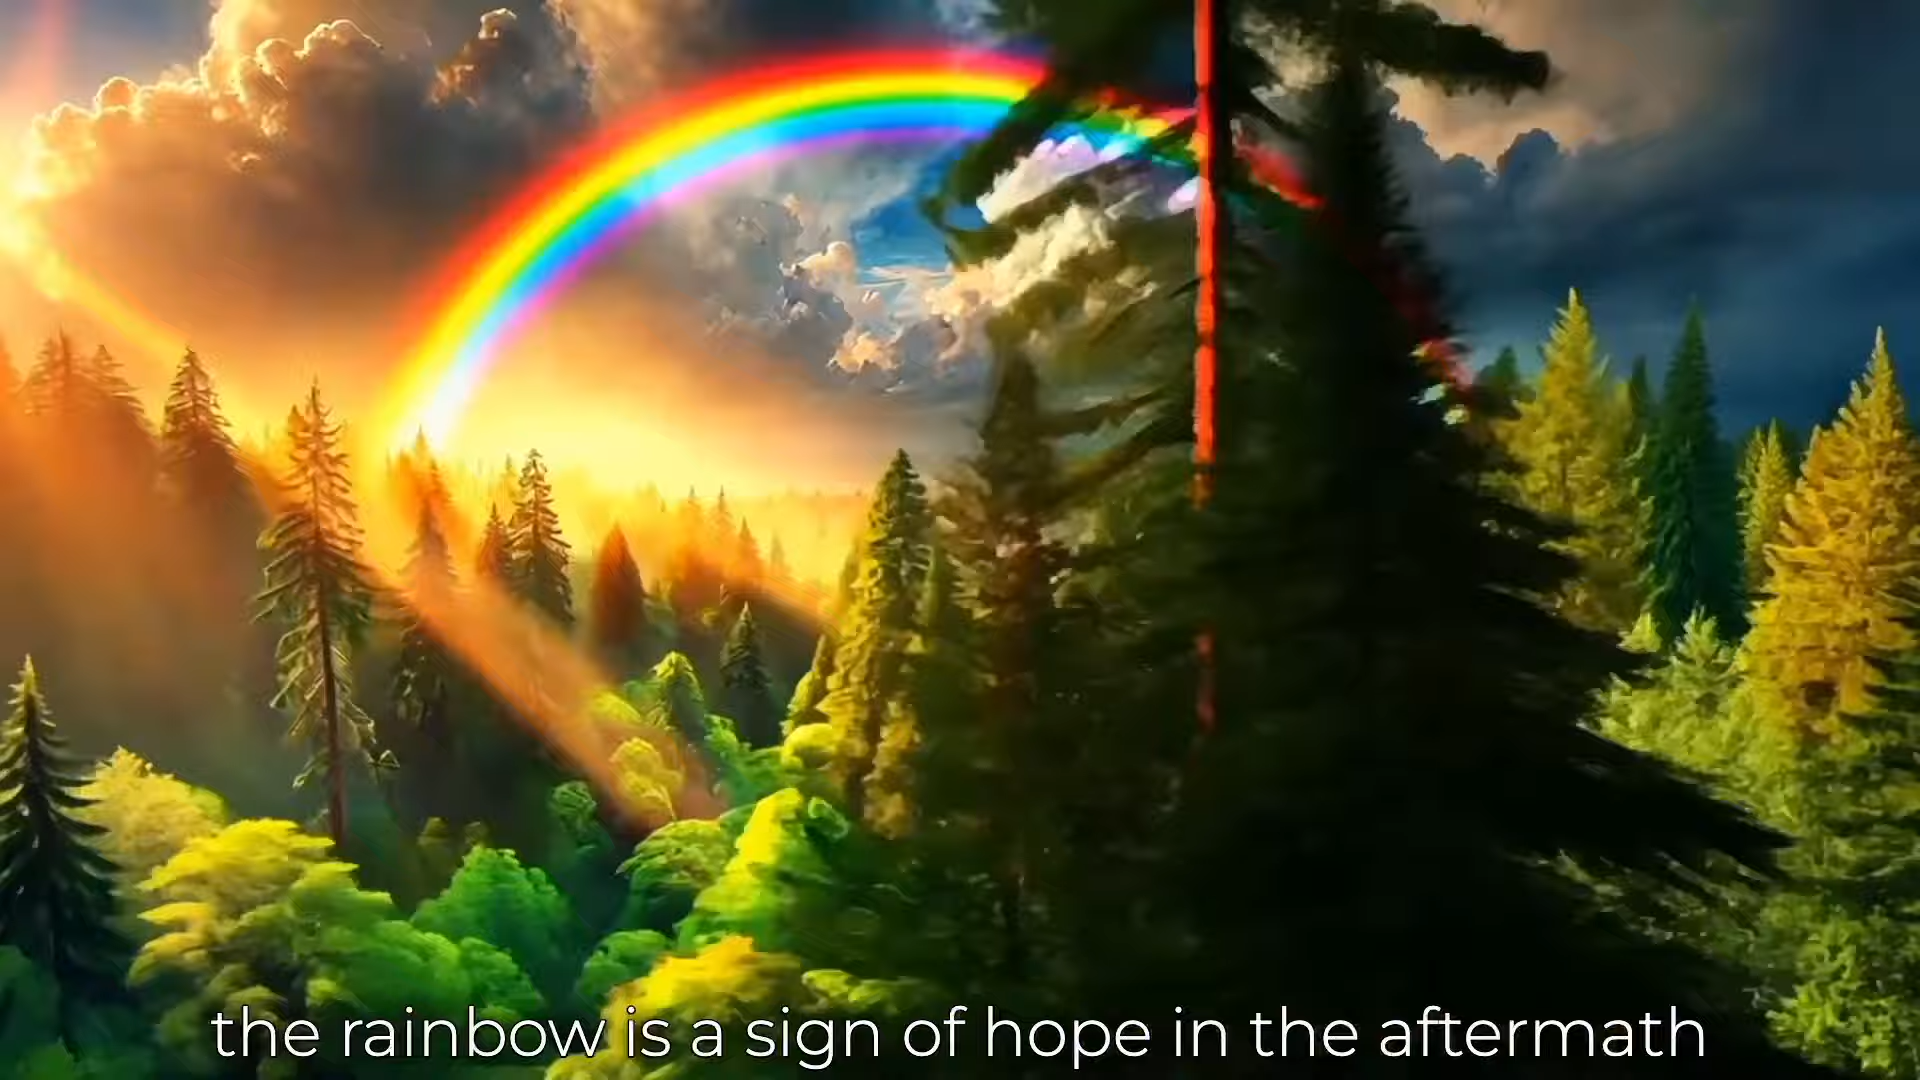 the rainbow is a sign of hope in the aftermath